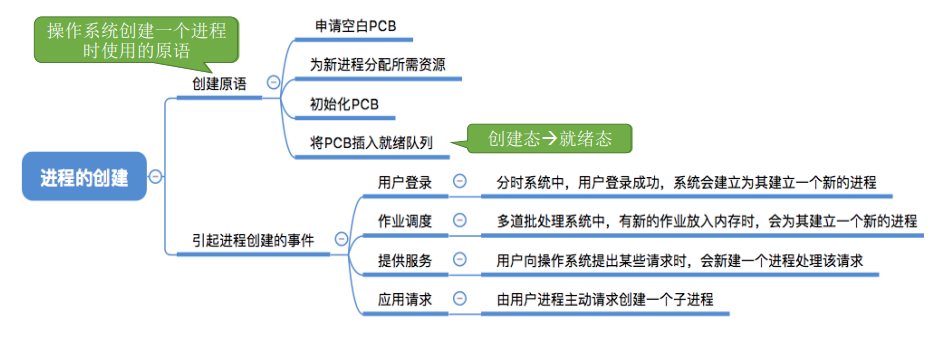 操作系统创建一个进程
时使用的原语
申请空白PCB
为新进程分配所需资源
创建原语
初始化PCB
将PCB插入就绪队列
创建态→就绪态
进程的创建
用户登录
分时系统中，用户登录成功，系统会建立为其建立一个新的进程
作业调度
多道批处理系统中，有新的作业放入内存时，会为其建立一个新的进程
引起进程创建的事件
提供服务
用户向操作系统提出某些请求时，会新建一个进程处理该请求
应用请求
由用户进程主动请求创建一个子进程